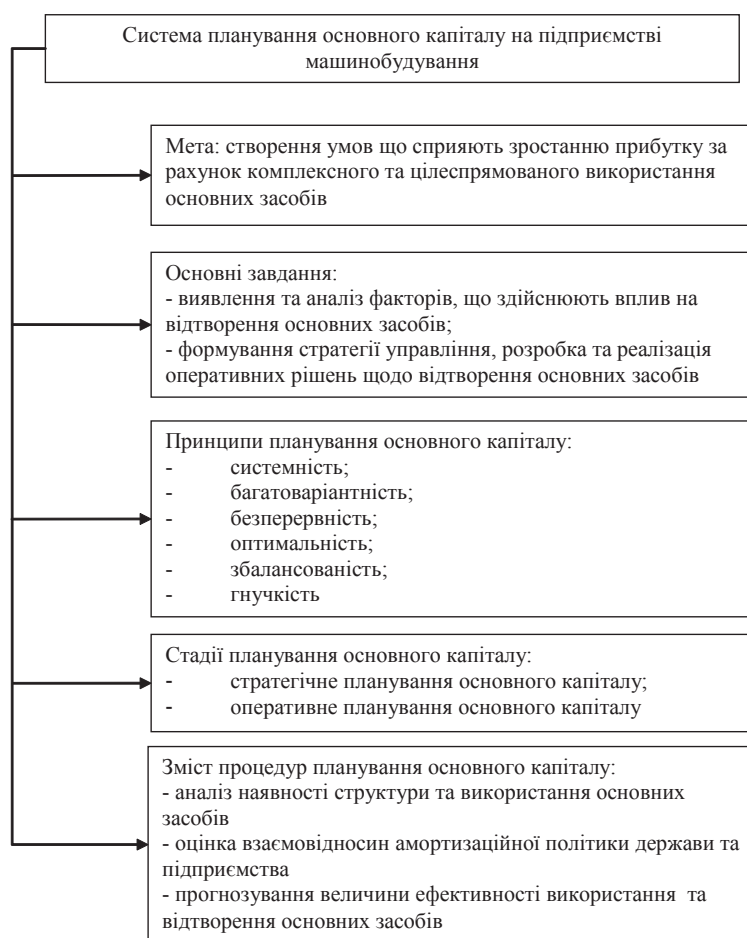 Система планування основного капіталу на підприємстві
машинобудування
Мета: створення умов що сприяють зростанню прибутку за
рахунок комплексного та цілеспрямованого використання
основних засобів
Основні завдання:
- виявлення та аналіз факторів, що здійснюють вплив на
відтворення основних засобів;
- формування стратегії управління, розробка та реалізація
оперативних рішень щодо відтворення основних засобів
Принципи планування основного капіталу:
- системність;
- багатоваріантність;
- безперервність;
- оптимальність;
- збалансованість;
- гнучкість
Стадії планування основного капіталу:
- стратегічне планування основного капіталу;
- оперативне планування основного капіталу
Зміст процедур планування основного капіталу:
- аналіз наявності структури та використання основних
засобів
- оцінка взаємовідносин амортизаційної політики держави та
підприємства
- прогнозування величини ефективності використання та
відтворення основних засобів